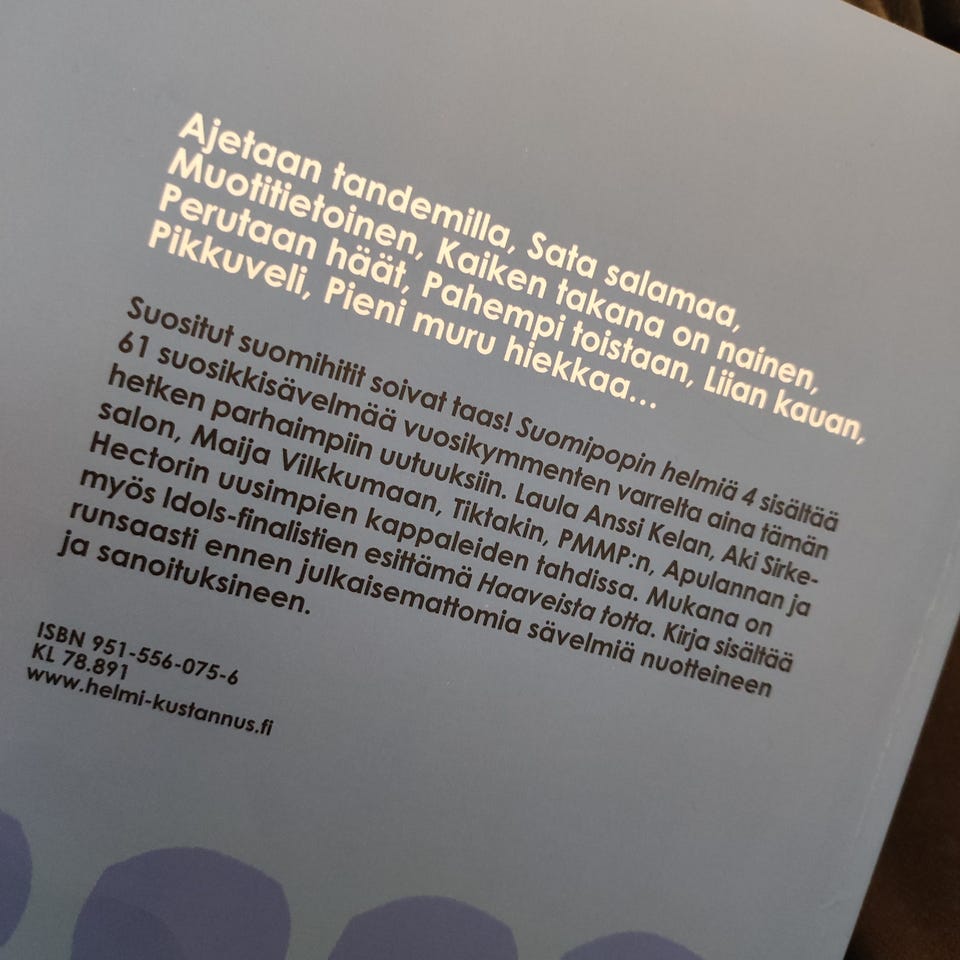 Ajetaan tandemilla, Sata salamaa,
Muotitietoinen, Kaiken takana on nainen,
Perutaan häät, Pahempi toistaan, Liian kauan,
Pikkuveli, Pieni muru hiekkaa...
Suositut suomihitit soivat taas! Suomipopin helmiä 4 sisältää
61 suosikkisävelmää vuosikymmenten varrelta aina tämän
hetken parhaimpiin uutuuksiin. Laula Anssi Kelan, Aki Sirke-
salon, Maija Vilkkumaan, Tiktakin, PMMP:n, Apulannan ja
Hectorin uusimpien kappaleiden tahdissa. Mukana on
myös Idols-finalistien esittämä Haaveista totta. Kirja sisältää
runsaasti ennen julkaisemattomia sävelmiä nuotteineen
ja sanoituksineen.
ISBN 951-556-075-6
KL 78.891
www.helmi-kustannus.fi